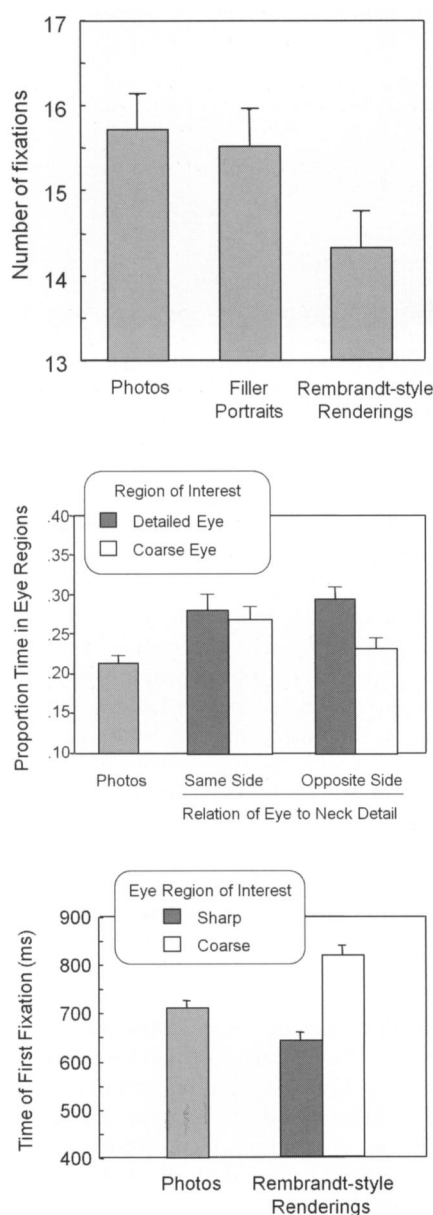 Number of fixations
17
16
15
14
13
Photos
Filler
Portraits
Rembrandt-style
Renderings
Region of Interest
Detailed Eye
Coarse Eye
Proportion Time in Eye Regions
.40
.35
.30
.25
.20
.15
.10
Photos
Same Side
Opposite Side
Relation of Eye to Neck Detail
Eye Region of Interest
Sharp
Coarse
Time of First Fixation (ms)
900
800
700
600
500
400
Photos
Rembrandt-style
Renderings